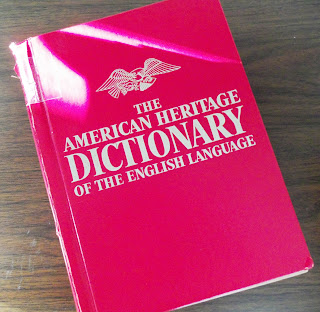 THE
AMERICAN HERITAGE
DICTIONARY
OF THE ENGLISH LANGUAGE